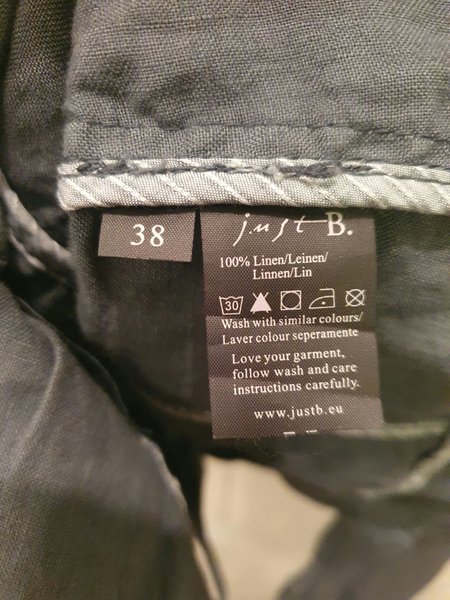 38
just B.
100% Linen/Leinen/
Linnen/Lin
30
Wash with similar colours/
Laver colour seperamente
Love your garment,
follow wash and care
instructions carefully.
www.justb.eu